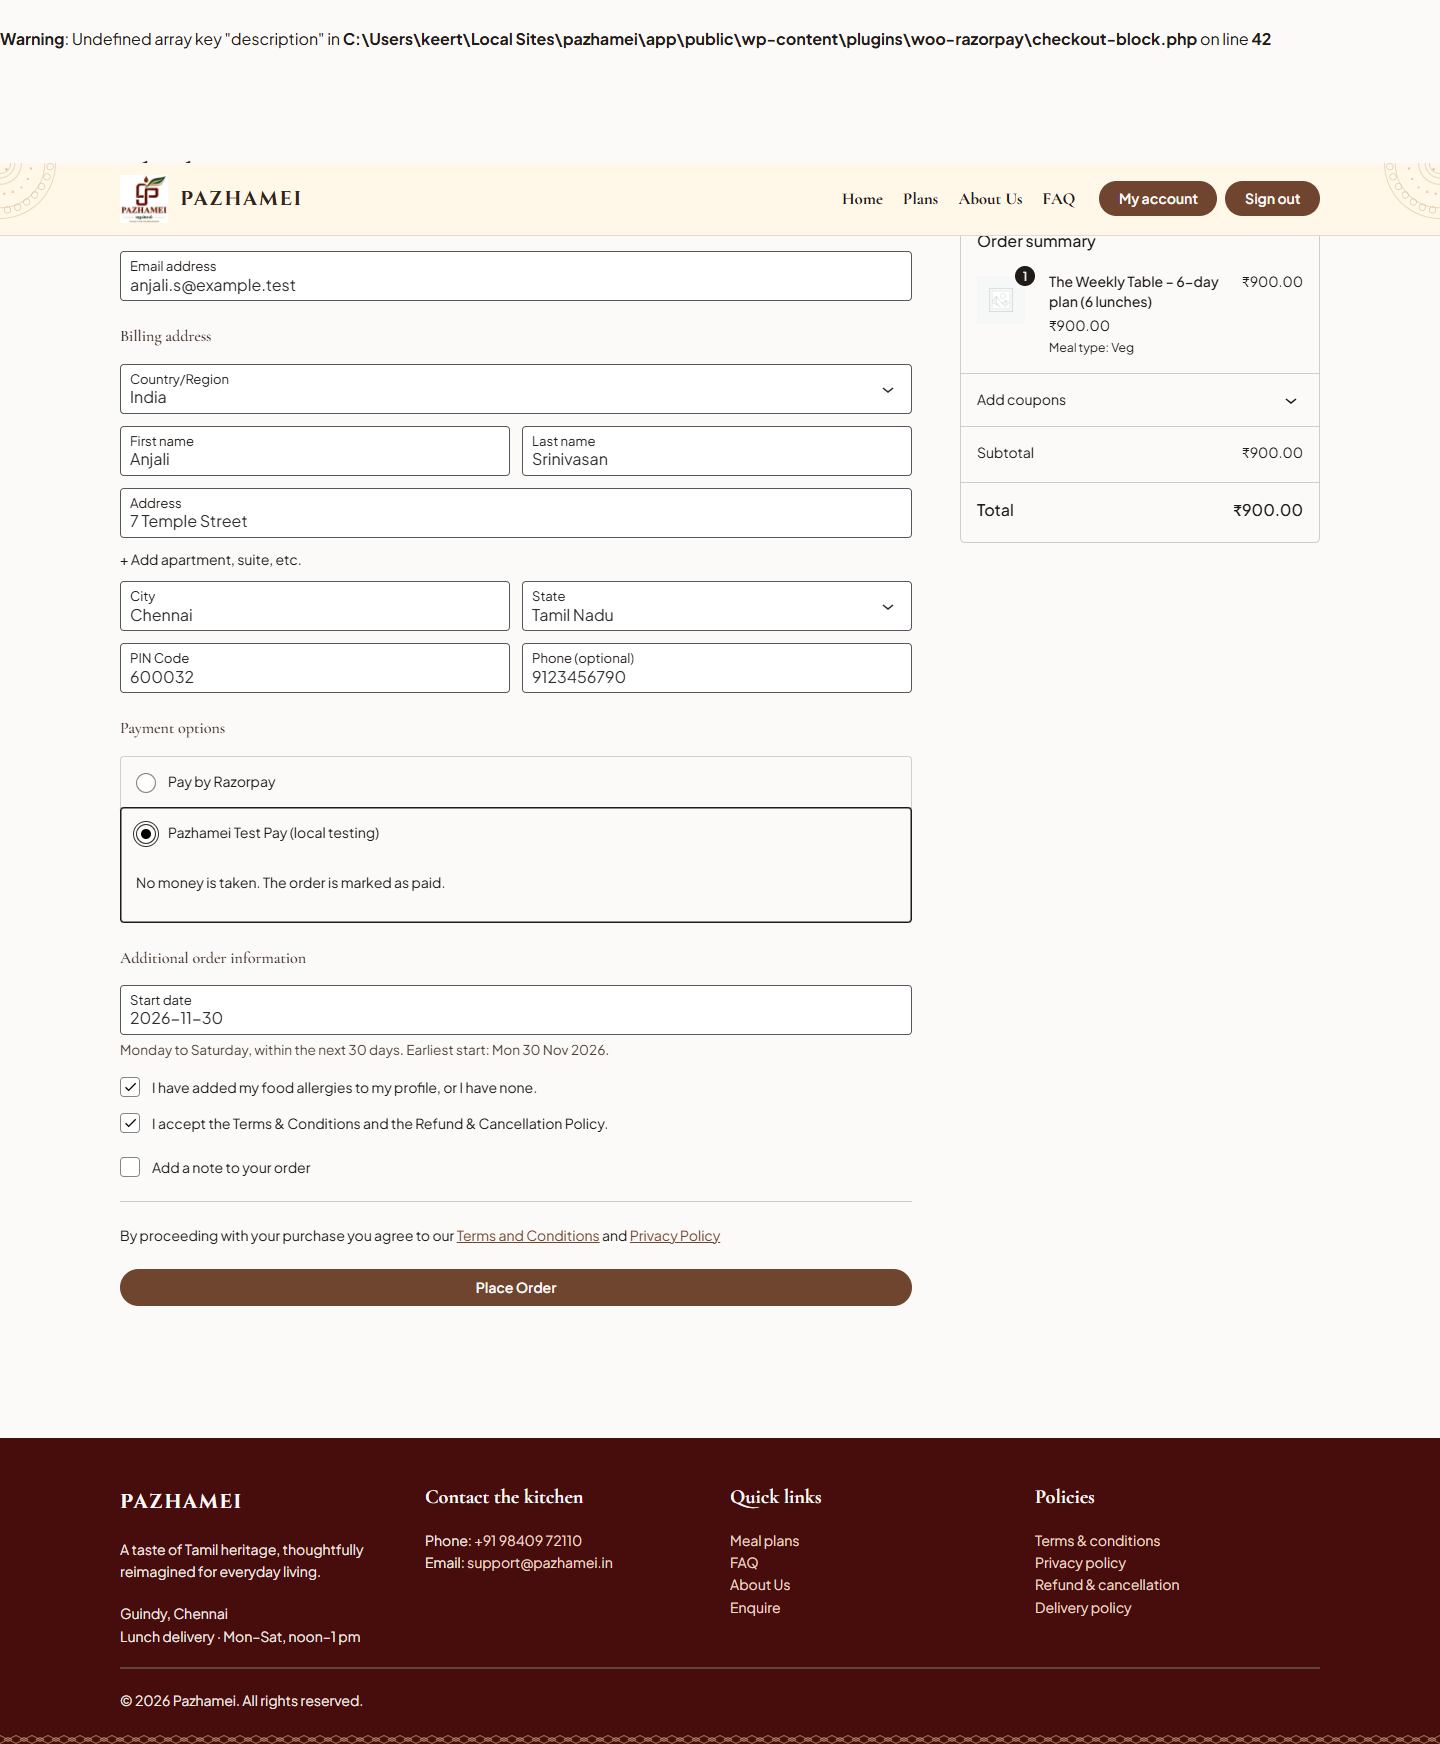 Warning: Undefined array key "description" in C:\Users\keert\Local Sites\pazhamei\app\public\wp-content\plugins\woo-razorpay\checkout-block.php on line 42
PAZHAMEI
PAZHAMEI
Home
Plans
About Us
FAQ
My account
Sign out
Email address
anjali.s@example.test
Billing address
Country/Region
India
First name
Anjali
Last name
Srinivasan
Address
7 Temple Street
+ Add apartment, suite, etc.
City
Chennai
State
Tamil Nadu
PIN Code
600032
Phone (optional)
9123456790
Payment options
Pay by Razorpay
Pazhamei Test Pay (local testing)
No money is taken. The order is marked as paid.
Additional order information
Start date
2026-11-30
Monday to Saturday, within the next 30 days. Earliest start: Mon 30 Nov 2026.
I have added my food allergies to my profile, or I have none.
I accept the Terms & Conditions and the Refund & Cancellation Policy.
Add a note to your order
By proceeding with your purchase you agree to our Terms and Conditions and Privacy Policy
Place Order
Order summary
1
The Weekly Table – 6-day
plan (6 lunches)
₹900.00
₹900.00
Meal type: Veg
Add coupons
Subtotal
₹900.00
Total
₹900.00
PAZHAMEI
A taste of Tamil heritage, thoughtfully
reimagined for everyday living.
Guindy, Chennai
Lunch delivery · Mon–Sat, noon–1 pm
Contact the kitchen
Phone: +91 98409 72110
Email: support@pazhamei.in
Quick links
Meal plans
FAQ
About Us
Enquire
Policies
Terms & conditions
Privacy policy
Refund & cancellation
Delivery policy
© 2026 Pazhamei. All rights reserved.